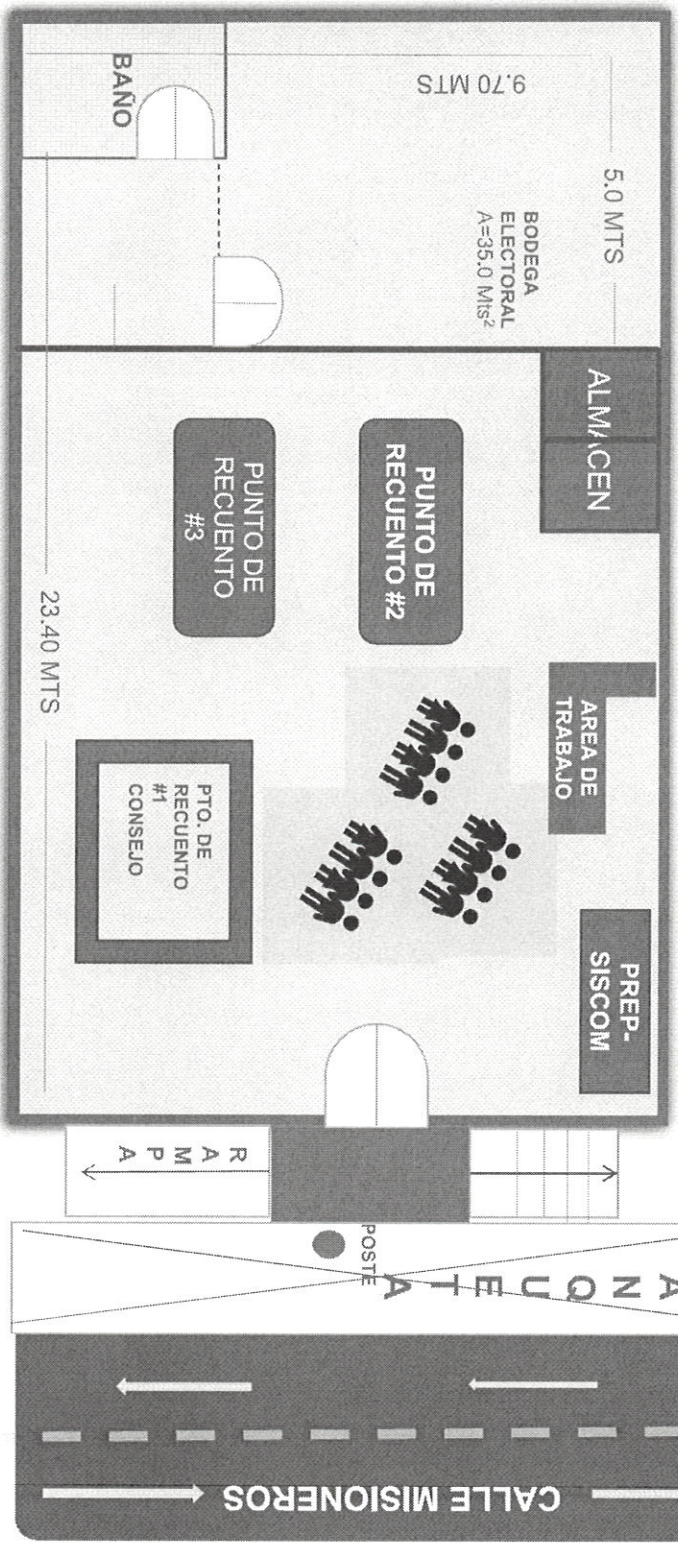 BAÑO
9.70 MTS
5.0 MTS
BODEGA
ELECTORAL
A=35.0 Mts²
ALMACEN
PUNTO DE
RECUENTO #2
PUNTO DE
RECUENTO
#3
23.40 MTS
AREA DE
TRABAJO
PTO. DE
RECUENTO
#1
CONSEJO
PREP-
SISCOM
RAMPA
POSTE
ANQUETA
CALLE MISIONEROS